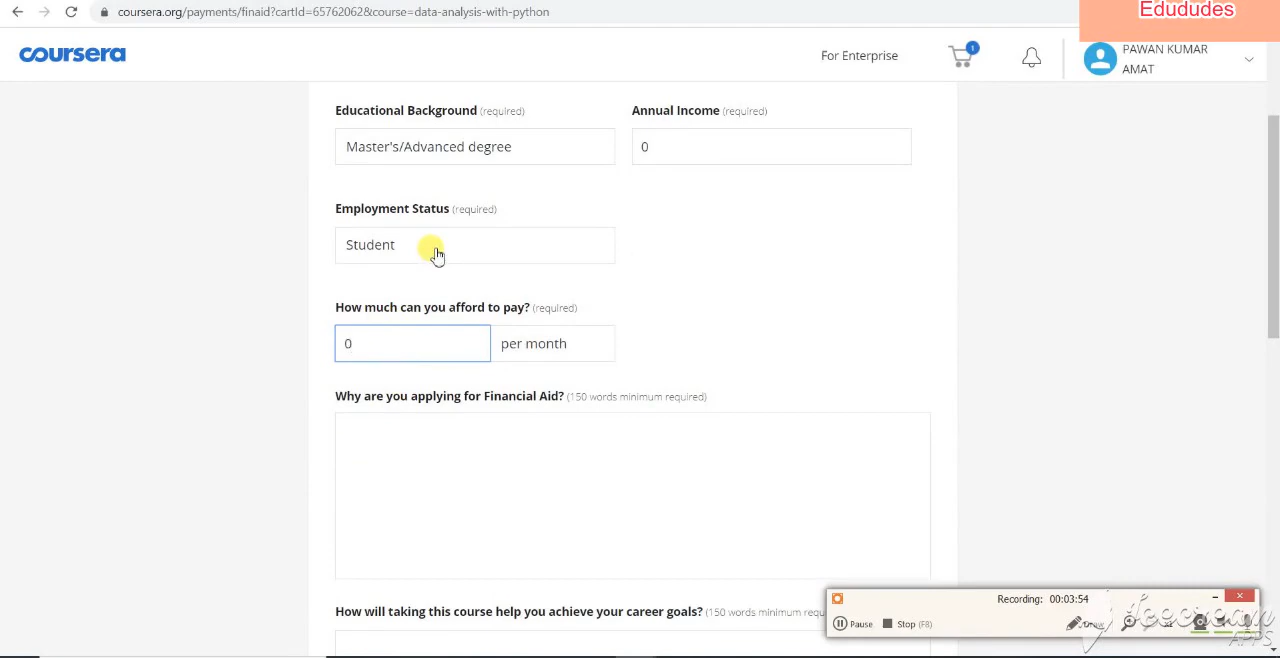 coursera.org/payments/finaid?cartId=65762062&course=data-analysis-with-python
Edududes
coursera
For Enterprise
1
PAWAN KUMAR
AMAT
Educational Background (required)
Annual Income (required)
Master's/Advanced degree
0
Employment Status (required)
Student
How much can you afford to pay? (required)
0
per month
Why are you applying for Financial Aid? (150 words minimum required)
How will taking this course help you achieve your career goals? (150 words minimum requ
Recording: 00:03:54
Pause
Stop (F8)
Draw
icecream
APPS